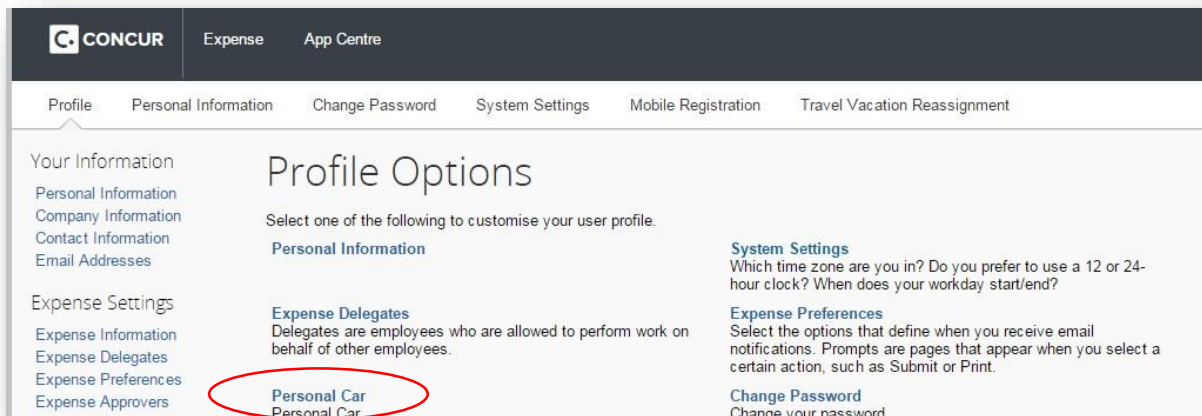 C. CONCUR Expense App Centre
Profile Personal Information Change Password System Settings Mobile Registration Travel Vacation Reassignment
Your Information
Personal Information
Company Information
Contact Information
Email Addresses
Expense Settings
Expense Information
Expense Delegates
Expense Preferences
Expense Approvers
Profile Options
Select one of the following to customise your user profile.
Personal Information
System Settings
Which time zone are you in? Do you prefer to use a 12 or 24-
hour clock? When does your workday start/end?
Expense Delegates
Delegates are employees who are allowed to perform work on
behalf of other employees.
Expense Preferences
Select the options that define when you receive email
notifications. Prompts are pages that appear when you select a
certain action, such as Submit or Print.
Personal Car
Personal Car
Change Password
Change your password